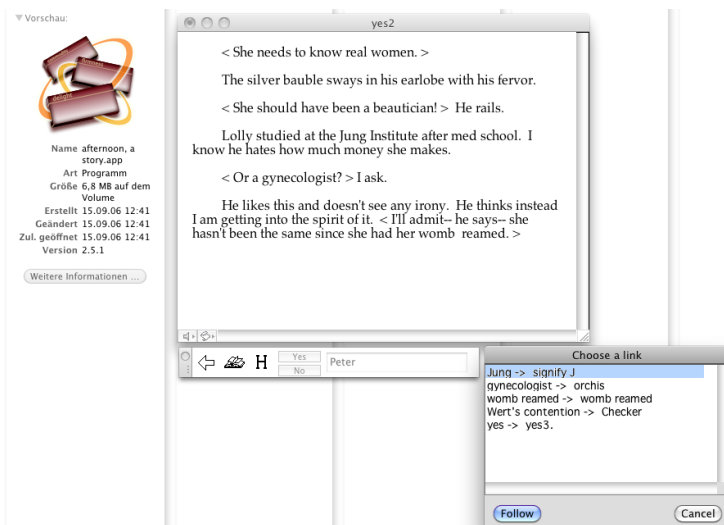 ▼ Vorschau:
Name afternoon, a
story.app
Art Programm
Größe 6,8 MB auf dem
Volume
Erstellt 15.09.06 12:41
Geändert 15.09.06 12:41
Zul. geöffnet 15.09.06 12:41
Version 2.5.1
Weitere Informationen ...
yes2
< She needs to know real women. >
The silver bauble sways in his earlobe with his fervor.
< She should have been a beautician! > He rails.
Lolly studied at the Jung Institute after med school. I
know he hates how much money she makes.
< Or a gynecologist? > I ask.
He likes this and doesn't see any irony. He thinks instead
I am getting into the spirit of it. < I'll admit-- he says-- she
hasn't been the same since she had her womb reamed. >
H
Yes
No
Peter
Choose a link
Jung -> signify J
gynecologist -> orchis
womb reamed -> womb reamed
Wert's contention -> Checker
yes -> yes3.
Follow
Cancel